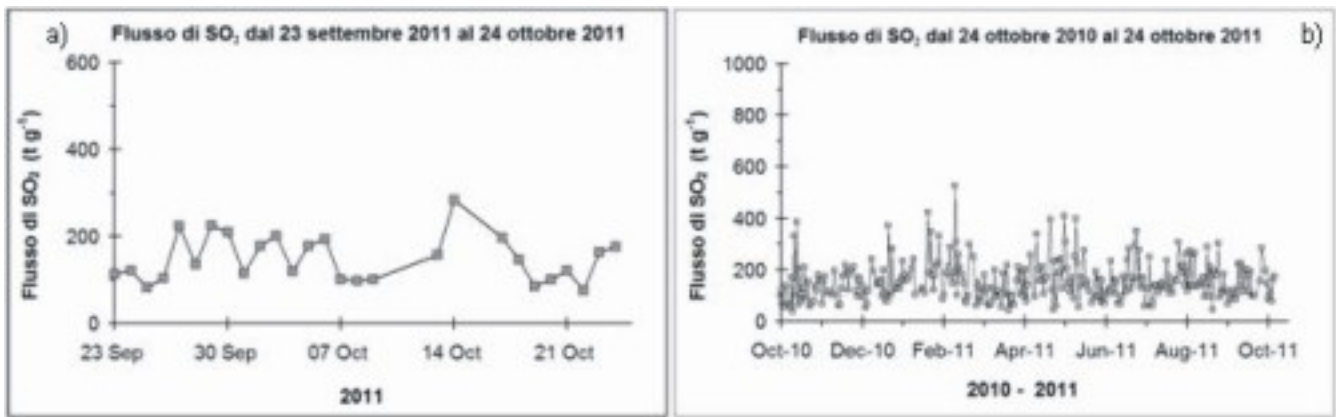 a)
Flusso di SO₂ dal 23 settembre 2011 al 24 ottobre 2011
600
400
200
0
Flusso di SO₂ (t g⁻¹)
23 Sep 30 Sep 07 Oct 14 Oct 21 Oct
2011
b)
Flusso di SO₂ dal 24 ottobre 2010 al 24 ottobre 2011
1000
800
600
400
200
0
Flusso di SO₂ (t g⁻¹)
Oct-10 Dec-10 Feb-11 Apr-11 Jun-11 Aug-11 Oct-11
2010 - 2011